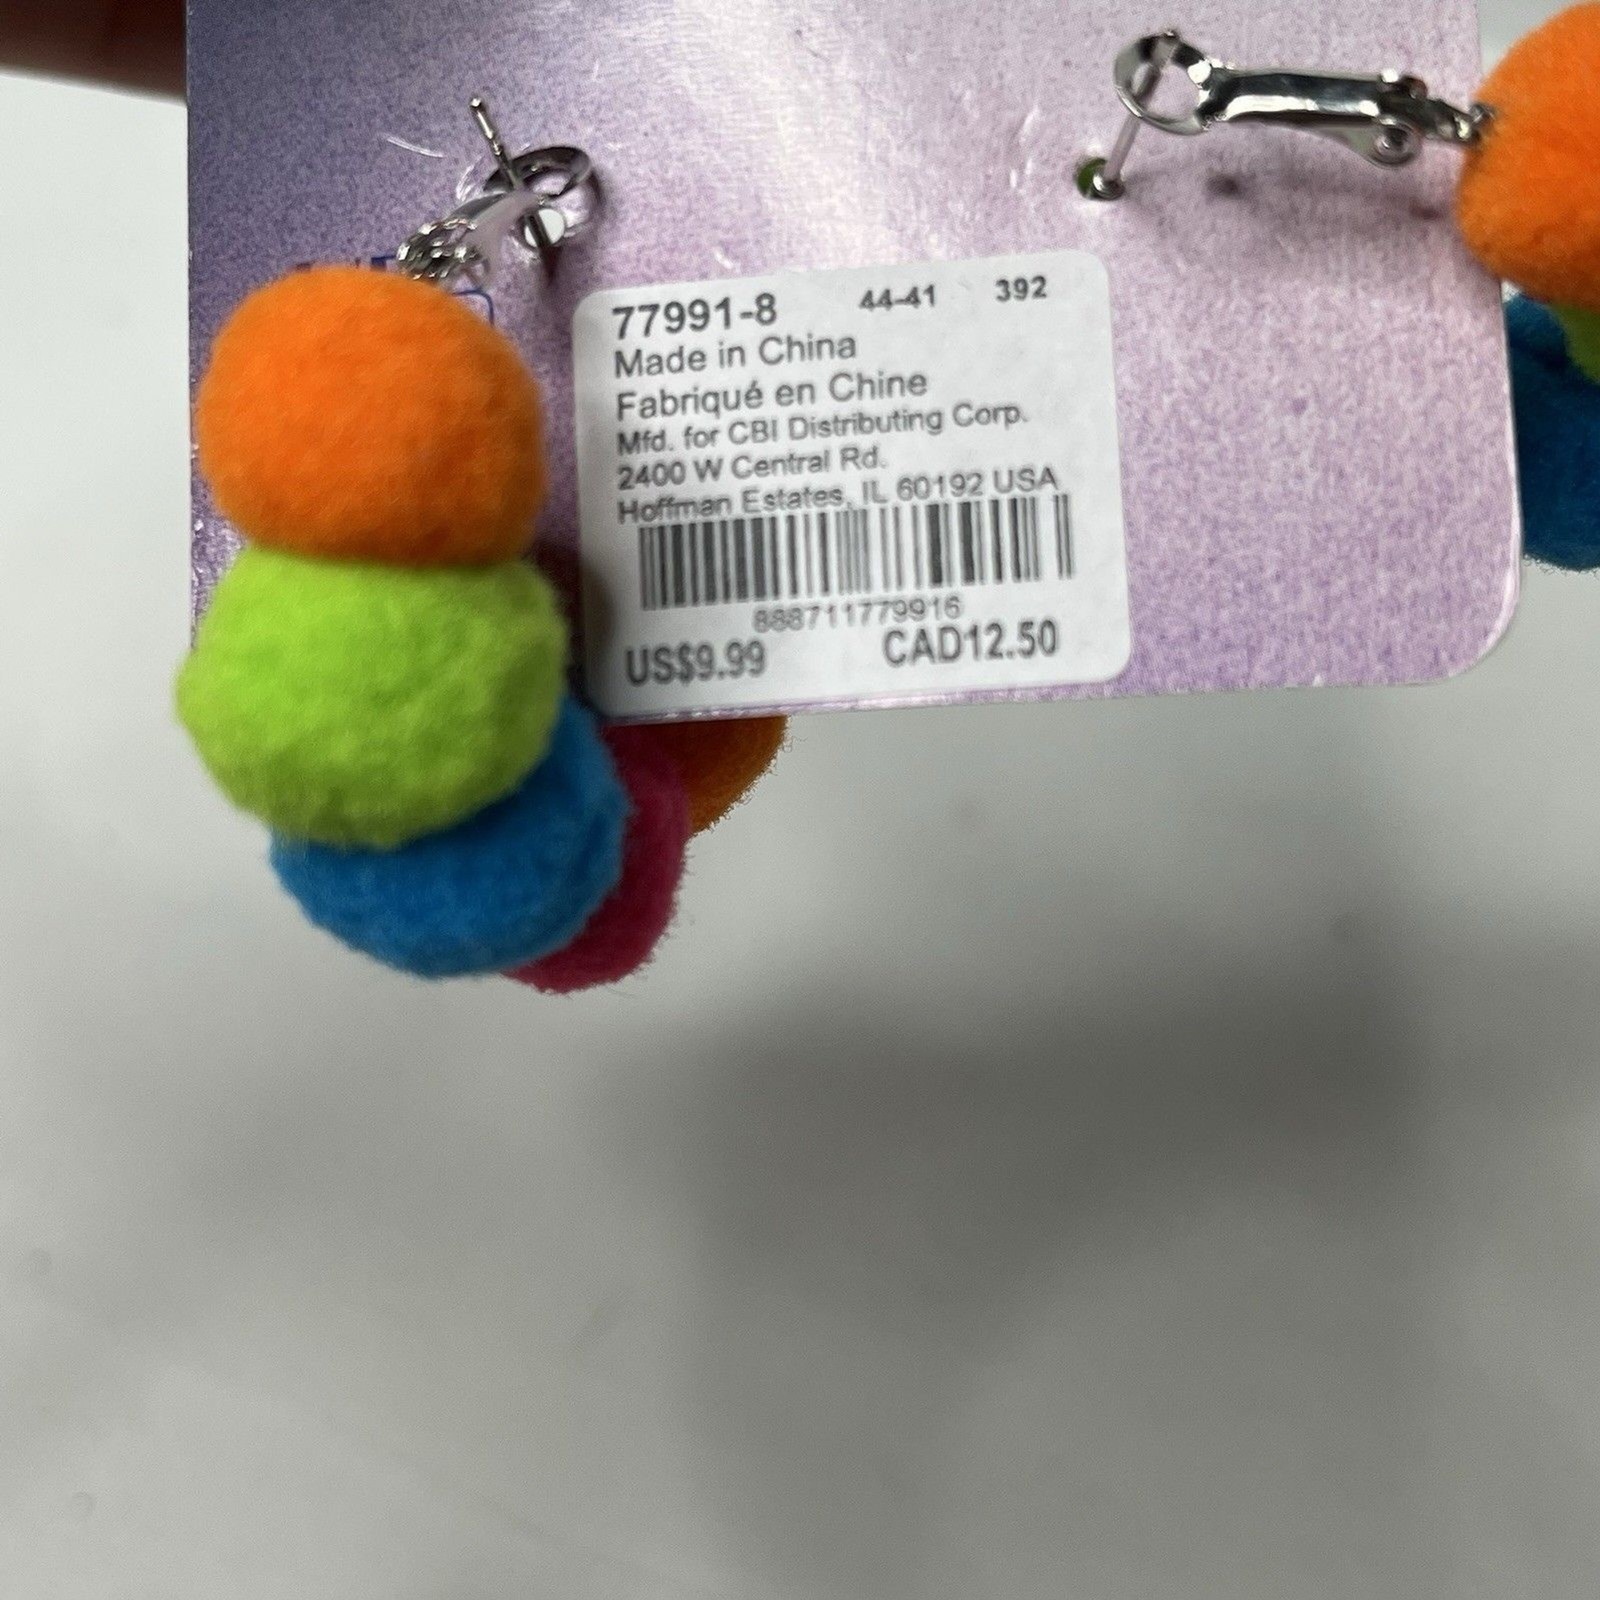 77991-8 44-41 392
Made in China
Fabriqué en Chine
Mfd. for CBI Distributing Corp.
2400 W Central Rd.
Hoffman Estates, IL 60192 USA
888711779916
US$9.99 CAD12.50